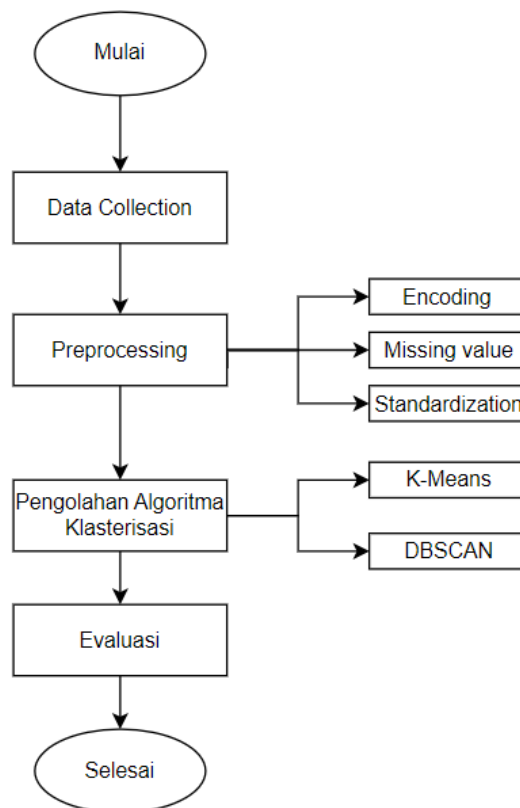 Mulai
Data Collection
Preprocessing
Encoding
Missing value
Standardization
Pengolahan Algoritma
Klasterisasi
K-Means
DBSCAN
Evaluasi
Selesai